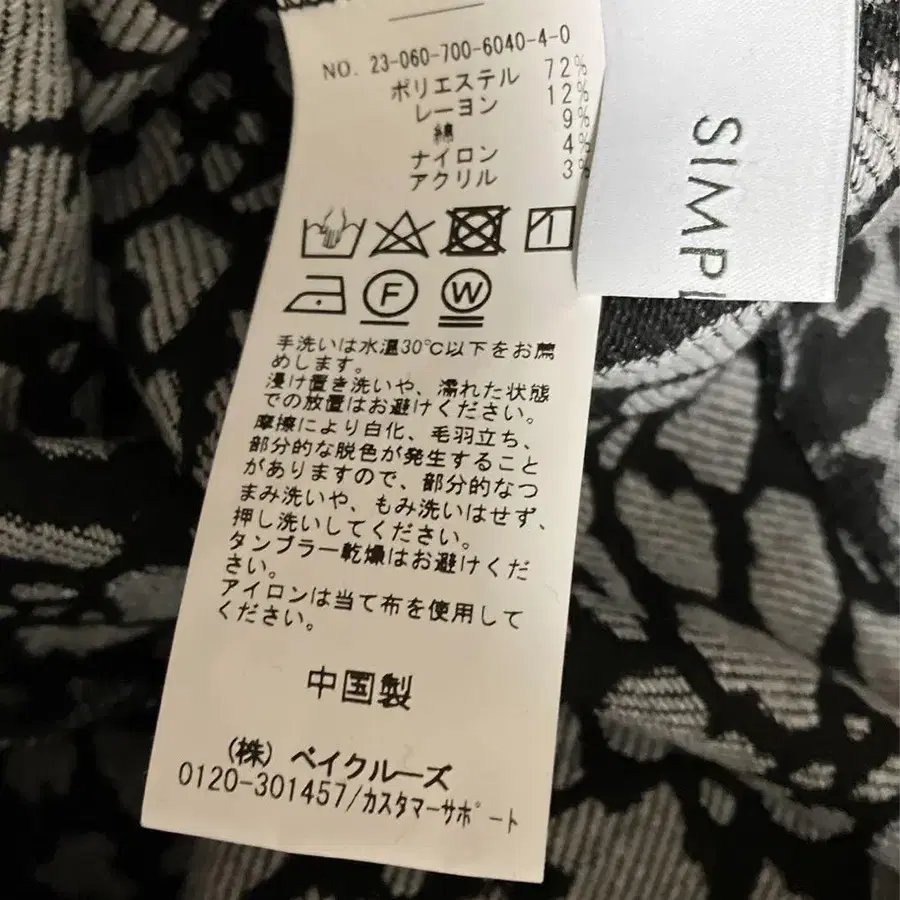 NO. 23-060-700-6040-4-0
ポリエステル 72%
レーヨン 12%
綿 9%
ナイロン 4%
アクリル 3%
F
W
手洗いは水温30℃以下をお薦
めします。
浸け置き洗いや、濡れた状態
での放置はお避けください。
摩擦により白化、毛羽立ち、
部分的な脱色が発生すること
がありますので、部分的なつ
まみ洗いや、もみ洗いはせず、
押し洗いしてください。
タンブラー乾燥はお避けくだ
さい。
アイロンは当て布を使用して
ください。
中国製
(株) ベイクルーズ
0120-301457/カスタマーサポート
SIMPL